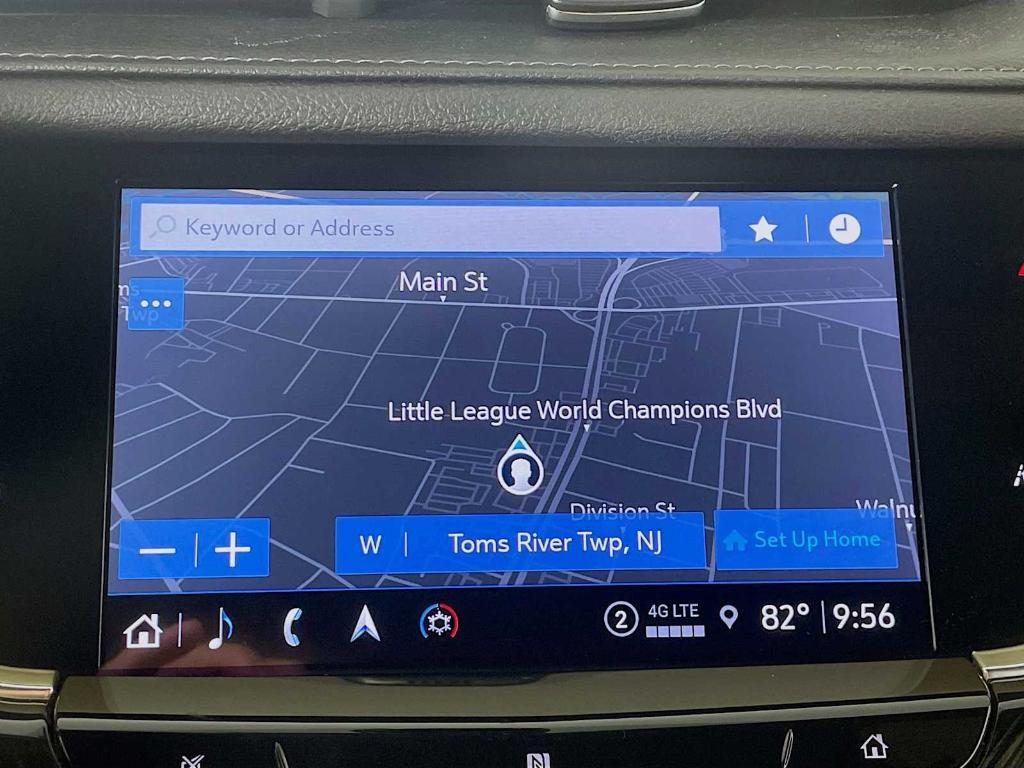 Keyword or Address
Main St
Twp
Little League World Champions Blvd
Division St
W
Toms River Twp, NJ
Set Up Home
2
4G LTE
82°
9:56